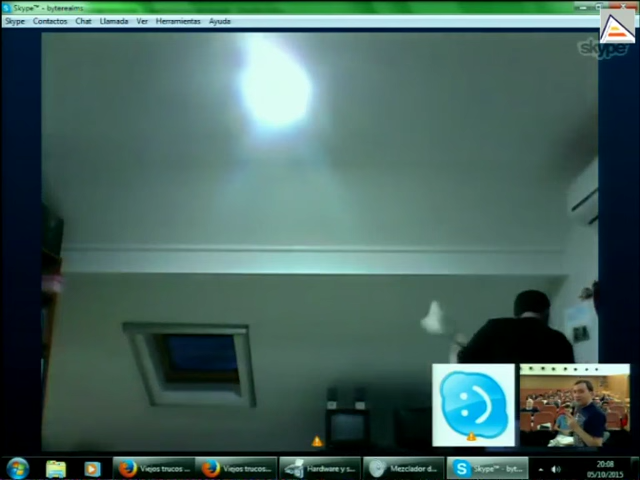 Skype™ - byterealms
Skype Contactos Chat Llamada Ver Herramientas Ayuda
skype
Viejos trucos ...
Viejos trucos...
Hardware y s...
Mezclador d...
Skype™ - byt...
20:08
05/10/2015